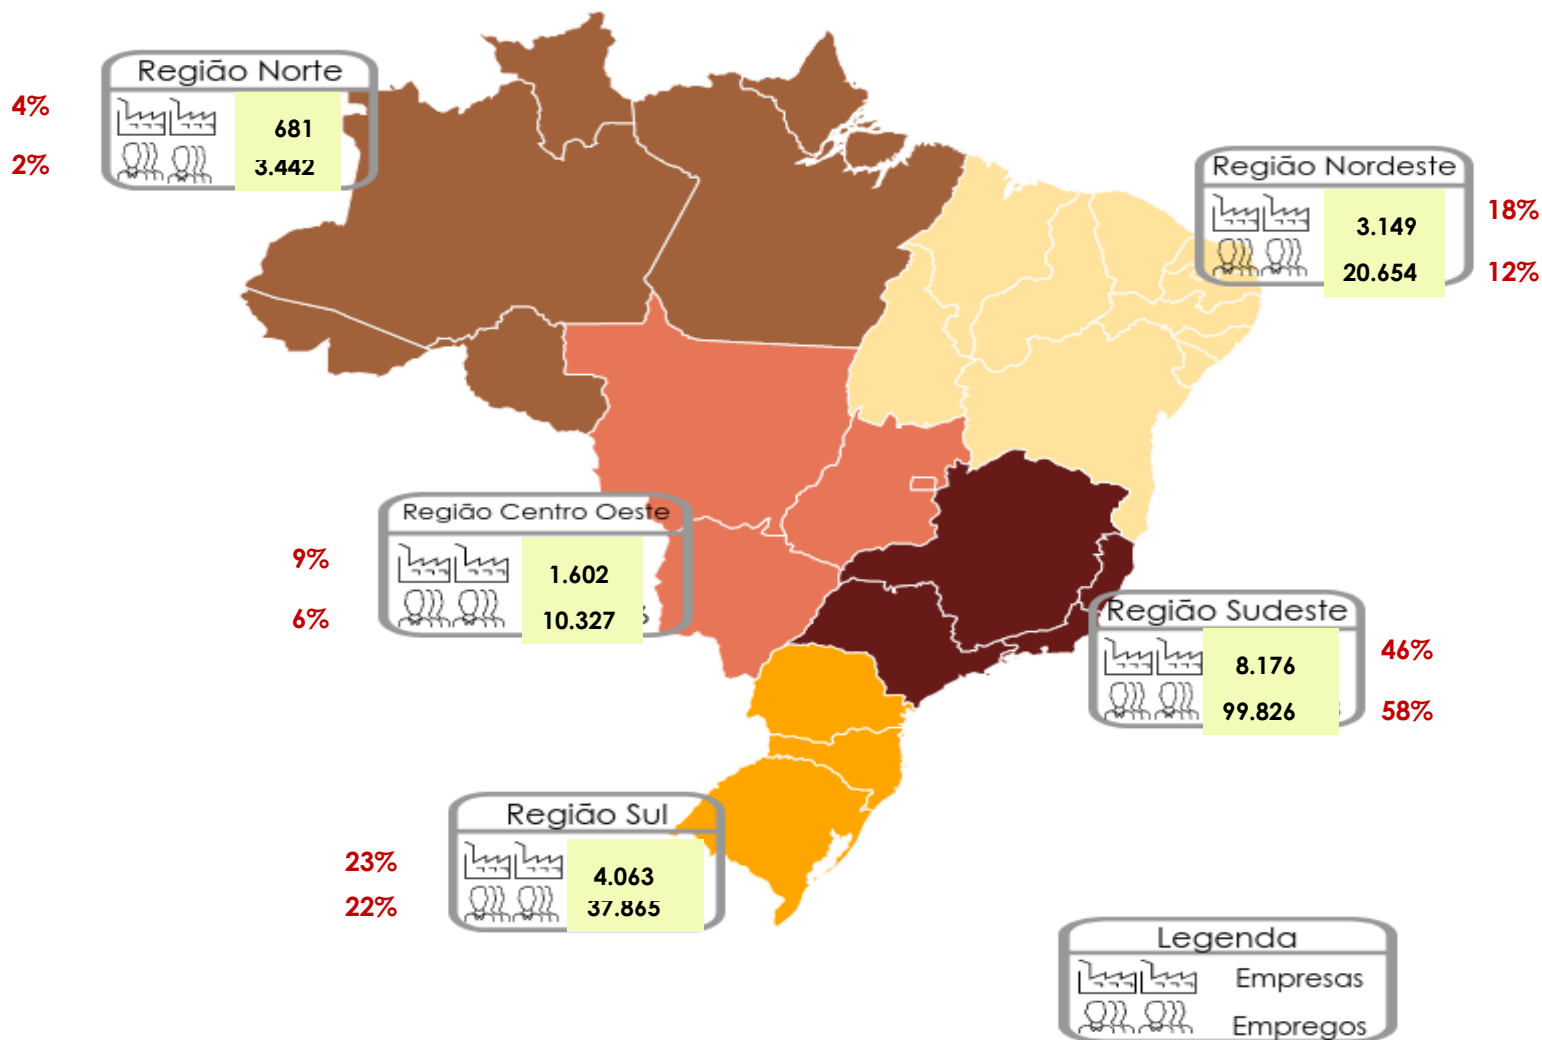 Região Norte
4%
681
2%
3.442
Região Nordeste
3.149
18%
20.654
12%
Região Centro Oeste
9%
1.602
6%
10.327
Região Sudeste
8.176
46%
99.826
58%
Região Sul
23%
4.063
22%
37.865
Legenda
Empresas
Empregos